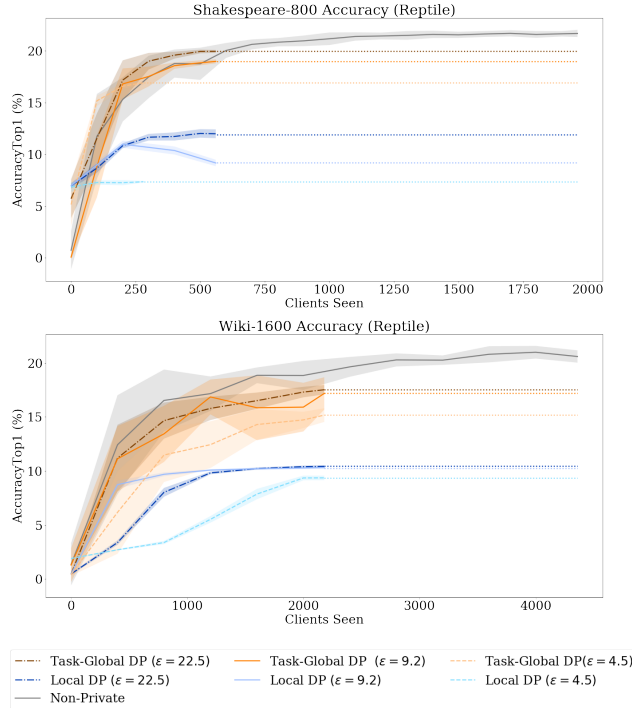 Shakespeare-800 Accuracy (Reptile)
20
15
10
5
0
AccuracyTop1 (%)
0 250 500 750 1000 1250 1500 1750 2000
Clients Seen
Wiki-1600 Accuracy (Reptile)
20
15
10
5
0
AccuracyTop1 (%)
0 1000 2000 3000 4000
Clients Seen
Task-Global DP (ε = 22.5) Task-Global DP (ε = 9.2) Task-Global DP(ε = 4.5)
Local DP (ε = 22.5) Local DP (ε = 9.2) Local DP (ε = 4.5)
Non-Private